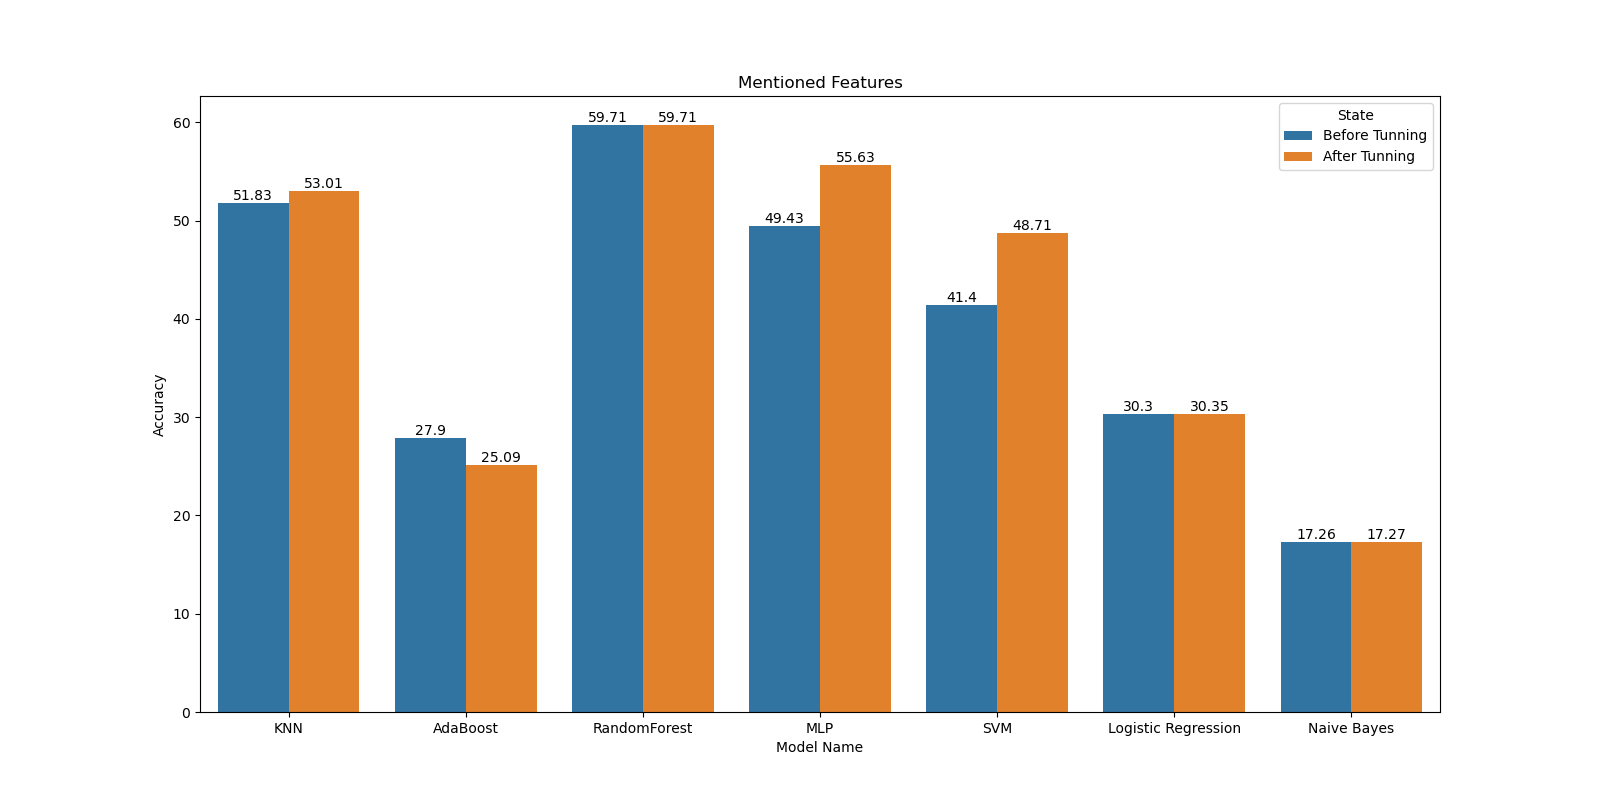 Mentioned Features
State
Before Tunning
After Tunning
Accuracy
60
50
40
30
20
10
0
51.83
53.01
27.9
25.09
59.71
59.71
49.43
55.63
41.4
48.71
30.3
30.35
17.26
17.27
KNN
AdaBoost
RandomForest
MLP
SVM
Logistic Regression
Naive Bayes
Model Name